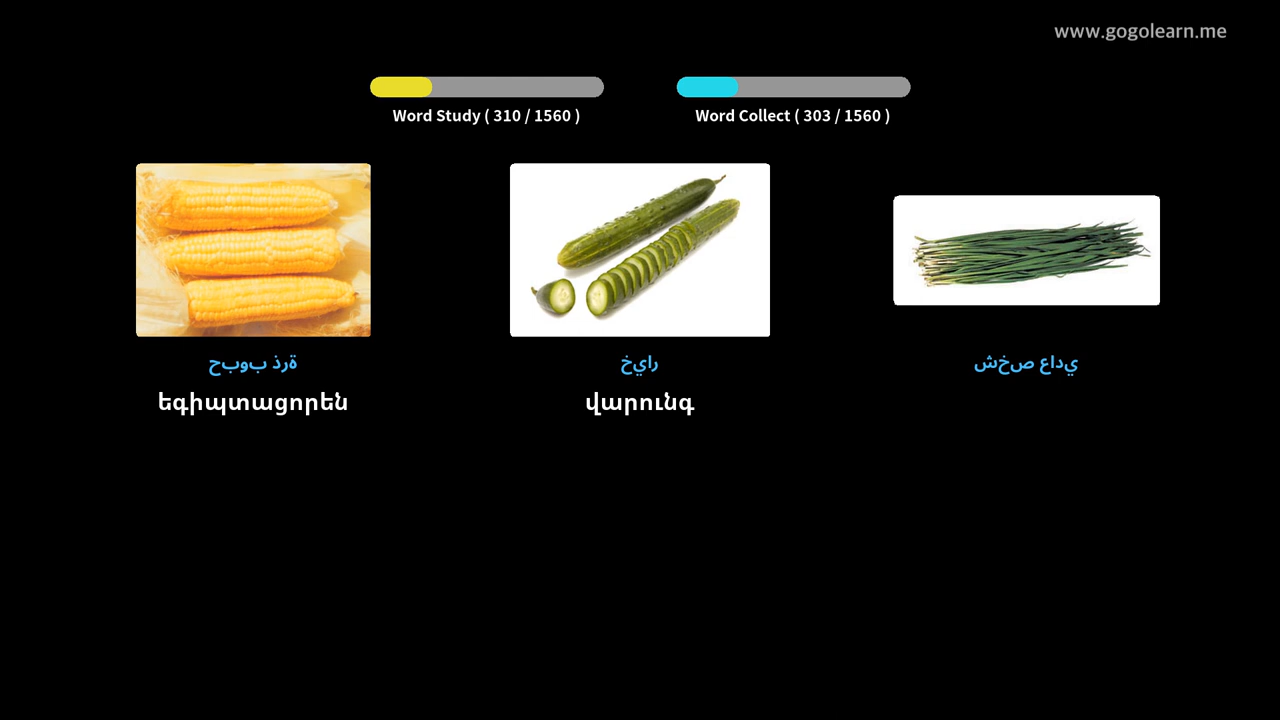 www.gogolearn.me
Word Study ( 310 / 1560 )
Word Collect ( 303 / 1560 )
حبوب ذرة
خيار
شخص عادي
եգիպտացորեն
վարունգ